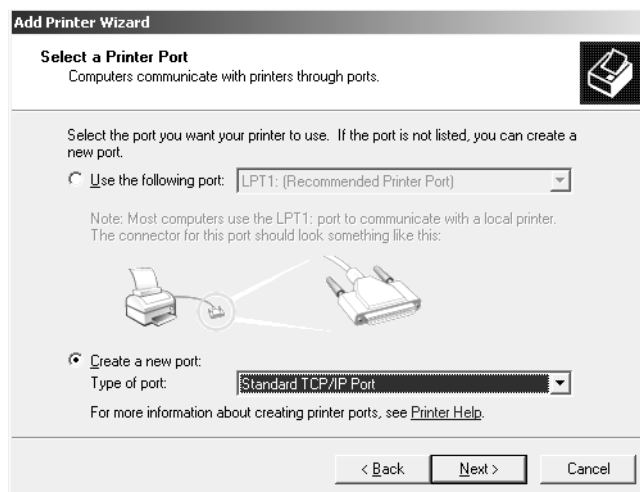 Add Printer Wizard
Select a Printer Port
Computers communicate with printers through ports.
Select the port you want your printer to use.  If the port is not listed, you can create a
new port.
Use the following port: LPT1: (Recommended Printer Port)
Note: Most computers use the LPT1: port to communicate with a local printer.
The connector for this port should look something like this:
Create a new port:
Type of port: Standard TCP/IP Port
For more information about creating printer ports, see Printer Help.
< Back Next > Cancel